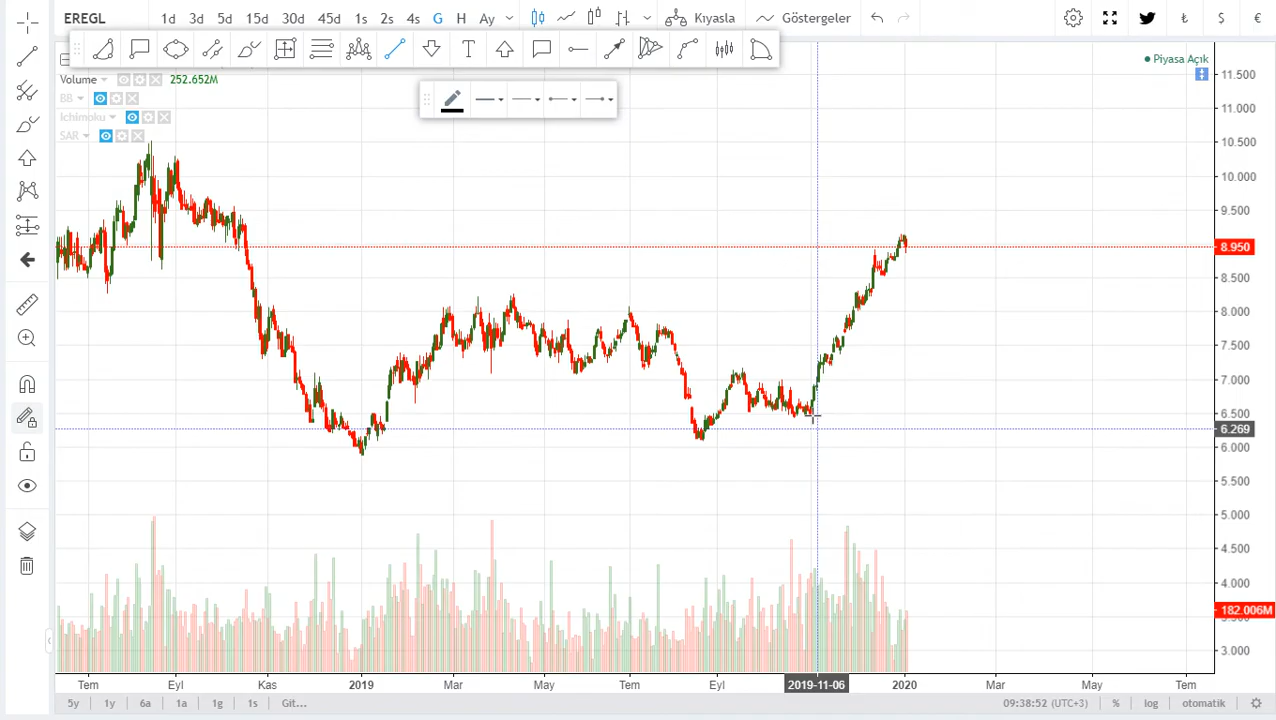 EREGL 1d 3d 5d 15d 30d 45d 1s 2s 4s G H Ay Kıyasla Göstergeler ₺ $ €
Piyasa Açık
Volume 252.652M
BB
Ichimoku
SAR
11.500
11.000
10.500
10.000
9.500
8.950
8.500
8.000
7.500
7.000
6.500
6.269
6.000
5.500
5.000
4.500
4.000
182.006M
3.000
Tem Eyl Kas 2019 Mar May Tem Eyl 2019-11-06 2020 Mar May Tem
5y 1y 6a 1a 1g 1s Git... 09:38:52 (UTC+3) % log otomatik